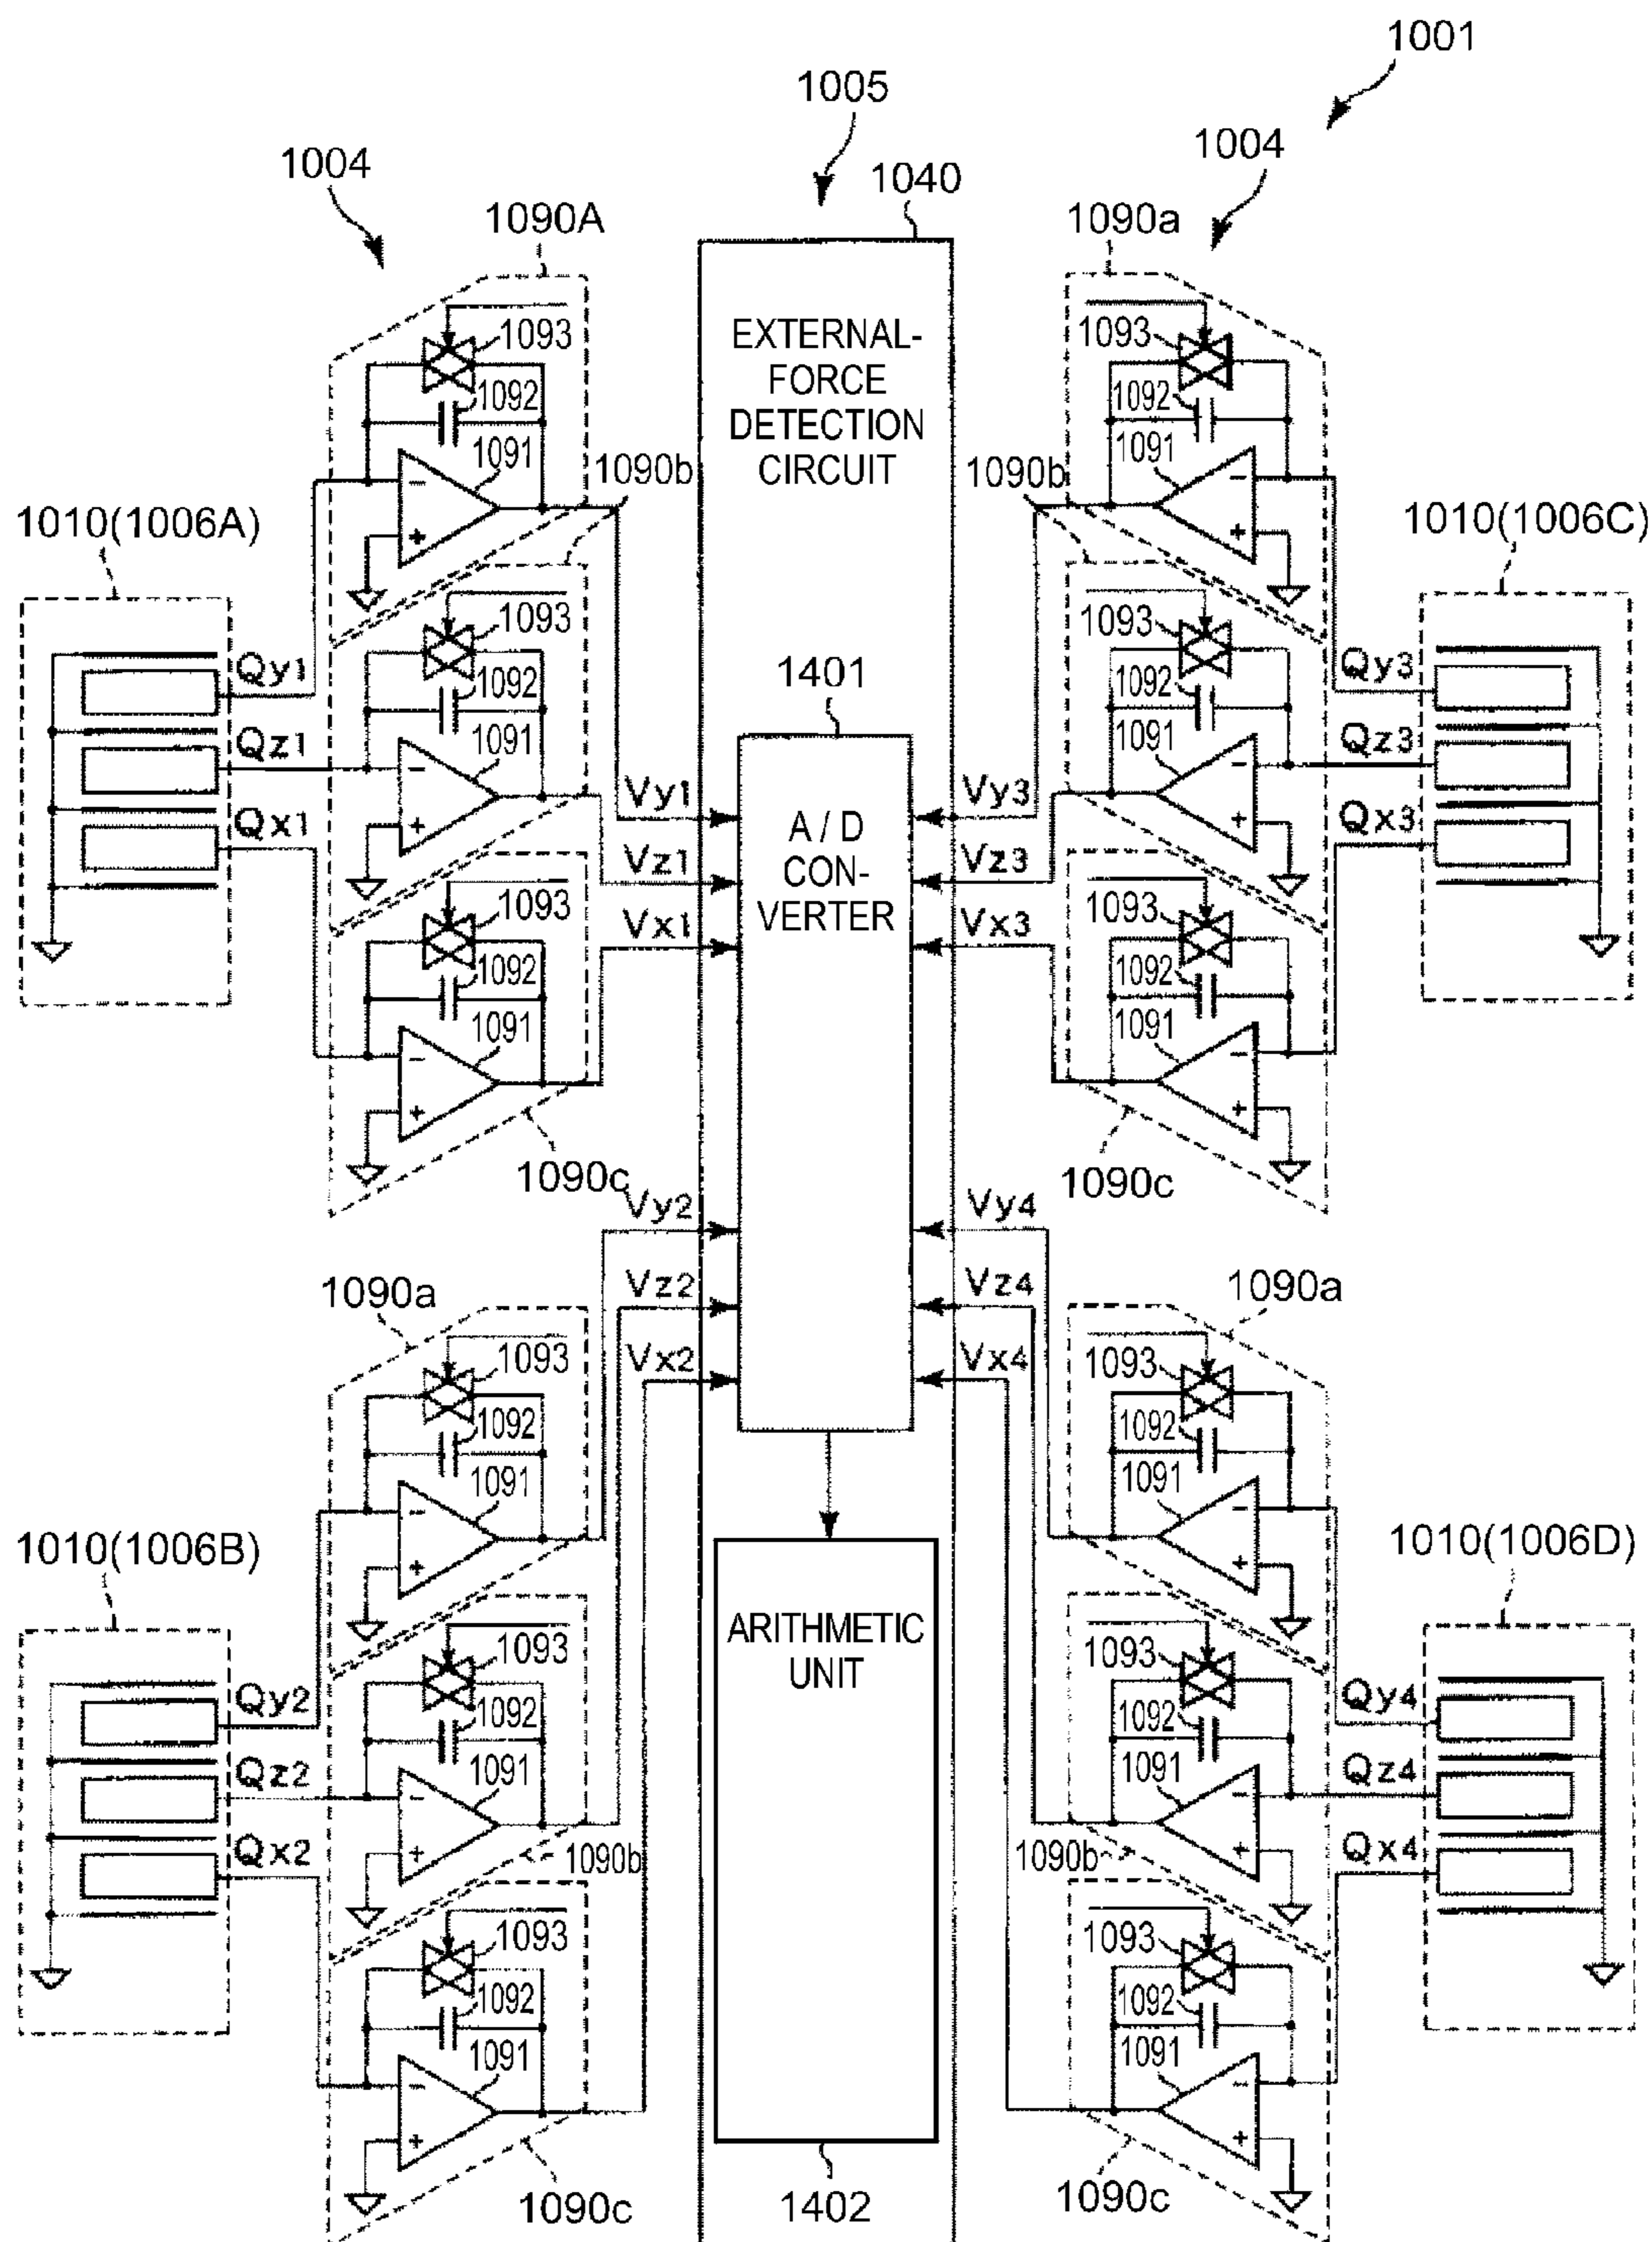 1001
1005
1004
1004
1040
1090A
1090a
EXTERNAL-
FORCE
DETECTION
CIRCUIT
1093
1092
1091
1090b
1093
1092
1091
1090b
1010(1006A)
1010(1006C)
1093
1092
1091
1093
1092
1091
Qy1
Qz1
Qx1
Qy3
Qz3
Qx3
1401
A/D
CON-
VERTER
Vy1
Vz1
Vx1
Vy3
Vz3
Vx3
1093
1092
1091
1093
1092
1091
1090c
1090c
Vy2
Vz2
Vx2
Vy4
Vz4
Vx4
1090a
1090a
1093
1092
1091
1093
1092
1091
1010(1006B)
1010(1006D)
ARITHMETIC
UNIT
1093
1092
1091
1093
1092
1091
Qy2
Qz2
Qx2
Qy4
Qz4
Qx4
1090b
1090b
1093
1092
1091
1093
1092
1091
1090c
1402
1090c